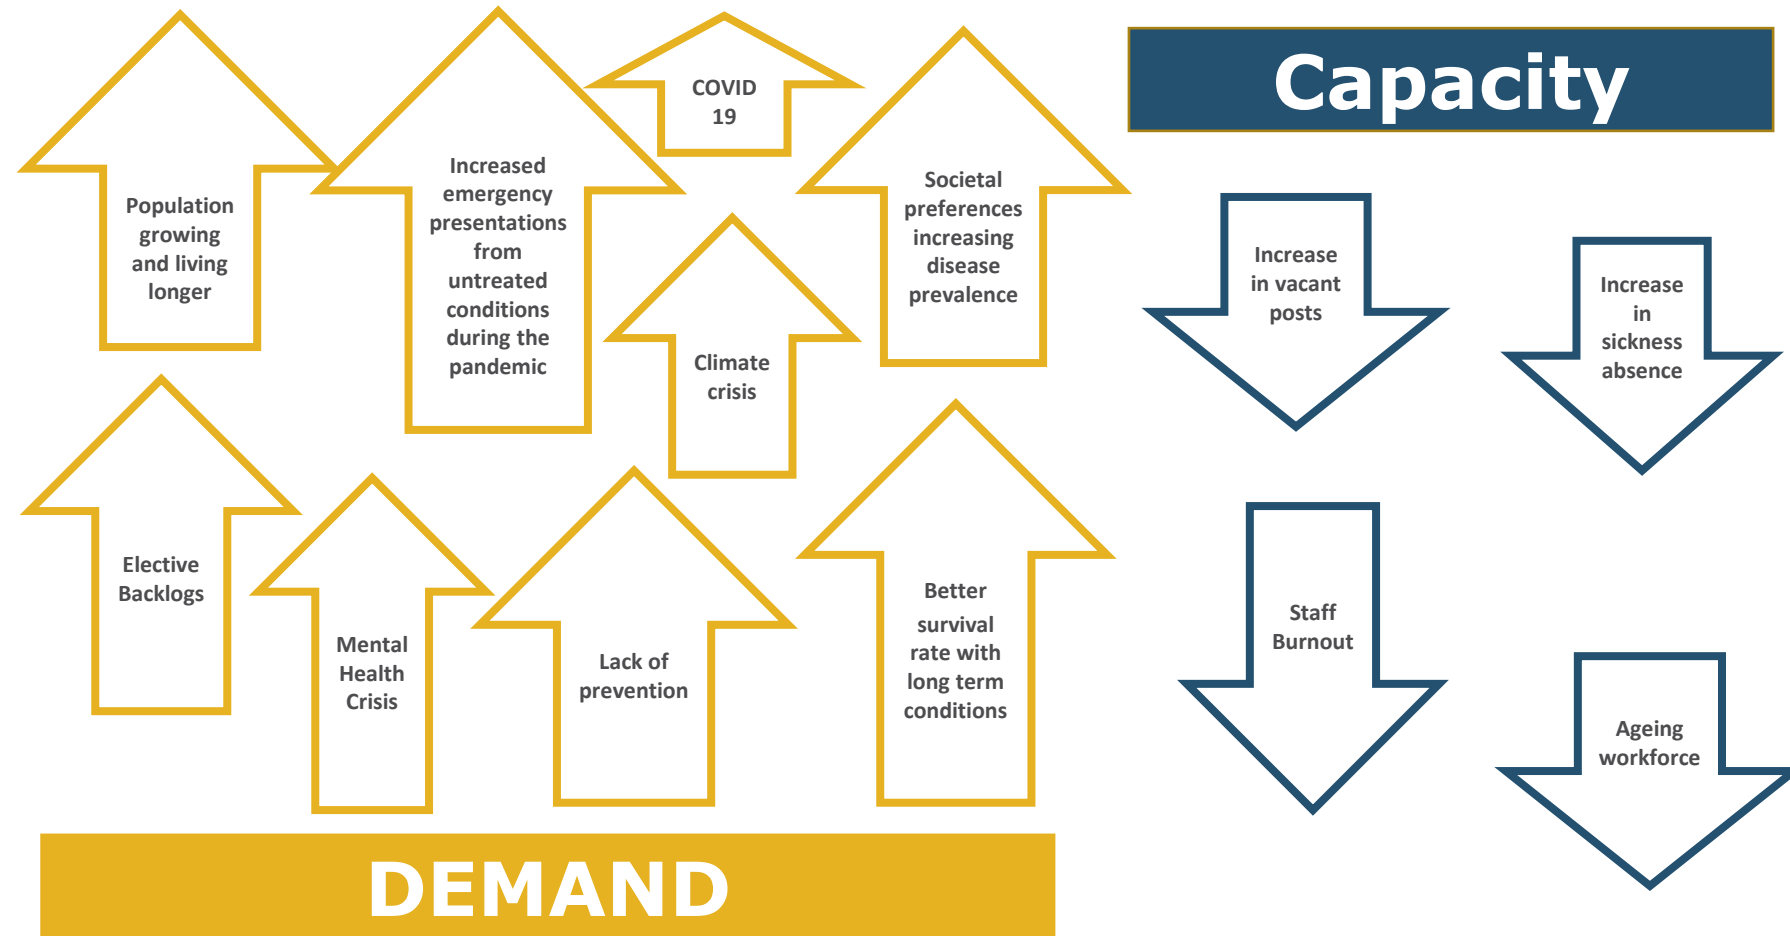 Population
growing
and living
longer
Increased
emergency
presentations
from
untreated
conditions
during the
pandemic
COVID
19
Climate
crisis
Societal
preferences
increasing
disease
prevalence
Elective
Backlogs
Mental
Health
Crisis
Lack of
prevention
Better
survival
rate with
long term
conditions
DEMAND
Capacity
Increase
in vacant
posts
Increase
in
sickness
absence
Staff
Burnout
Ageing
workforce